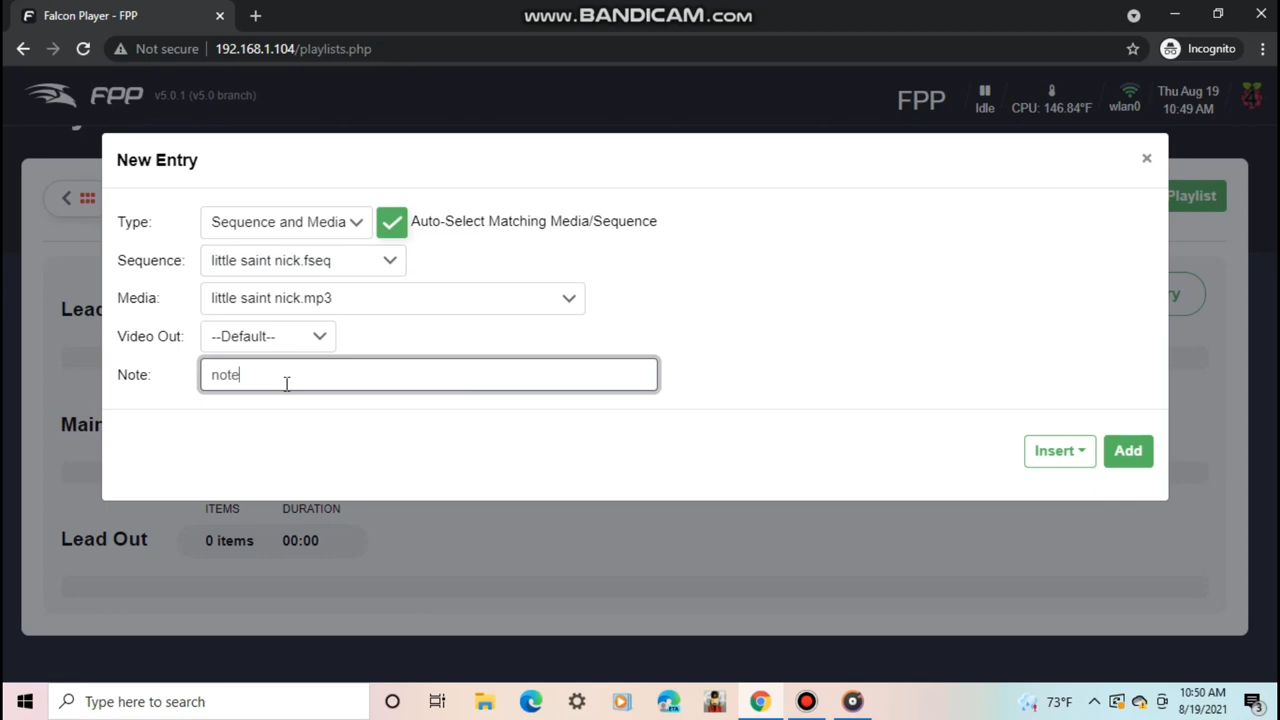 Falcon Player - FPP
www.BANDICAM.com
Not secure
192.168.1.104/playlists.php
Incognito
FPP
v5.0.1 (v5.0 branch)
FPP
Idle
CPU: 146.84°F
wlan0
Thu Aug 19
10:49 AM
New Entry
Type:
Sequence and Media
Auto-Select Matching Media/Sequence
Playlist
Sequence:
little saint nick.fseq
Media:
little saint nick.mp3
Lea
ry
Video Out:
--Default--
Note:
note
Main
Insert
Add
ITEMS
DURATION
Lead Out
0 items
00:00
Type here to search
73°F
10:50 AM
8/19/2021
3